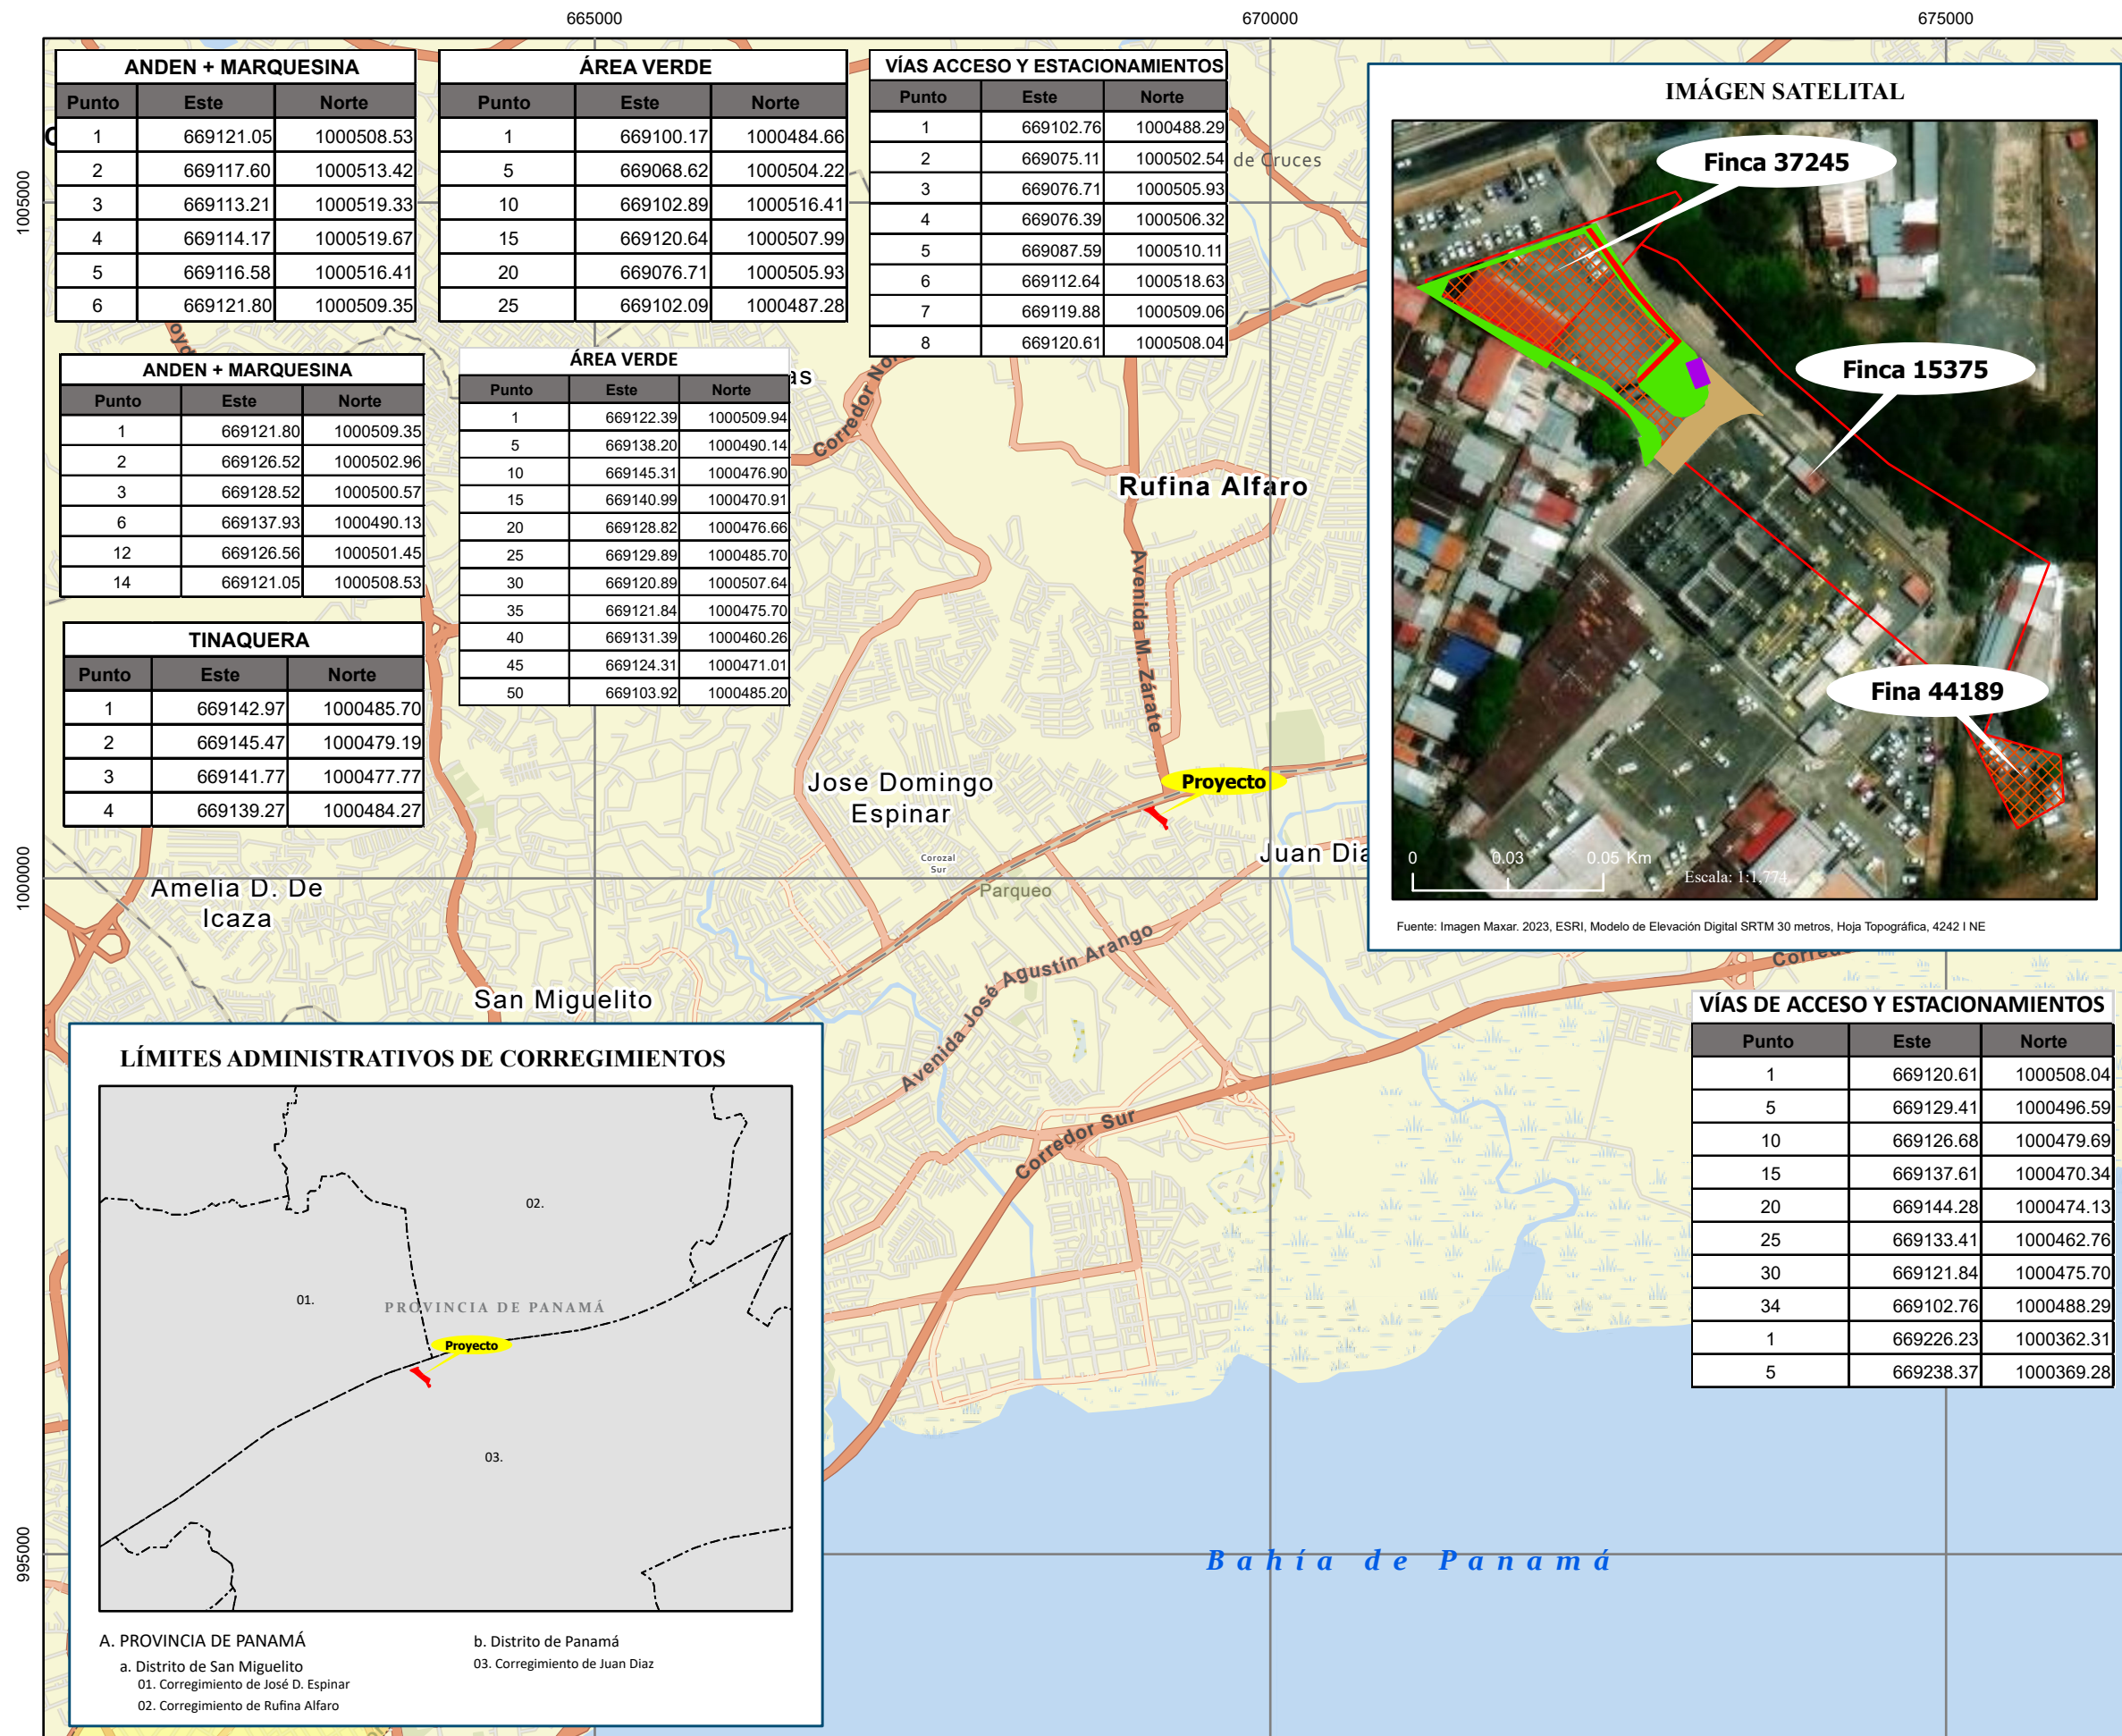 665000 670000 675000
1005000
1000000
995000
ANDEN + MARQUESINA
Punto Este Norte
1 669121.05 1000508.53
2 669117.60 1000513.42
3 669113.21 1000519.33
4 669114.17 1000519.67
5 669116.58 1000516.41
6 669121.80 1000509.35
ÁREA VERDE
Punto Este Norte
1 669100.17 1000484.66
5 669068.62 1000504.22
10 669102.89 1000516.41
15 669120.64 1000507.99
20 669076.71 1000505.93
25 669102.09 1000487.28
VÍAS ACCESO Y ESTACIONAMIENTOS
Punto Este Norte
1 669102.76 1000488.29
2 669075.11 1000502.54
3 669076.71 1000505.93
4 669076.39 1000506.32
5 669087.59 1000510.11
6 669112.64 1000518.63
7 669119.88 1000509.06
8 669120.61 1000508.04
ANDEN + MARQUESINA
Punto Este Norte
1 669121.80 1000509.35
2 669126.52 1000502.96
3 669128.52 1000500.57
6 669137.93 1000490.13
12 669126.56 1000501.45
14 669121.05 1000508.53
ÁREA VERDE
Punto Este Norte
1 669122.39 1000509.94
5 669138.20 1000490.14
10 669145.31 1000476.90
15 669140.99 1000470.91
20 669128.82 1000476.66
25 669129.89 1000485.70
30 669120.89 1000507.64
35 669121.84 1000475.70
40 669131.39 1000460.26
45 669124.31 1000471.01
50 669103.92 1000485.20
TINAQUERA
Punto Este Norte
1 669142.97 1000485.70
2 669145.47 1000479.19
3 669141.77 1000477.77
4 669139.27 1000484.27
de Cruces
as
Corredor Nor
Rufina Alfaro
Avenida M. Zárate
Jose Domingo
Espinar
Proyecto
Corozal
Sur
Parqueo
Juan Dia
Amelia D. De
Icaza
San Miguelito
Avenida José Agustín Arango
Corredor Sur
Corre
Bahía de Panamá
IMÁGEN SATELITAL
Finca 37245
Finca 15375
Fina 44189
0 0.03 0.05 Km
Escala: 1:1,774
Fuente: Imagen Maxar. 2023, ESRI, Modelo de Elevación Digital SRTM 30 metros, Hoja Topográfica, 4242 I NE
VÍAS DE ACCESO Y ESTACIONAMIENTOS
Punto Este Norte
1 669120.61 1000508.04
5 669129.41 1000496.59
10 669126.68 1000479.69
15 669137.61 1000470.34
20 669144.28 1000474.13
25 669133.41 1000462.76
30 669121.84 1000475.70
34 669102.76 1000488.29
1 669226.23 1000362.31
5 669238.37 1000369.28
LÍMITES ADMINISTRATIVOS DE CORREGIMIENTOS
02.
01.
PROVINCIA DE PANAMÁ
Proyecto
03.
A. PROVINCIA DE PANAMÁ
a. Distrito de San Miguelito
01. Corregimiento de José D. Espinar
02. Corregimiento de Rufina Alfaro
b. Distrito de Panamá
03. Corregimiento de Juan Diaz